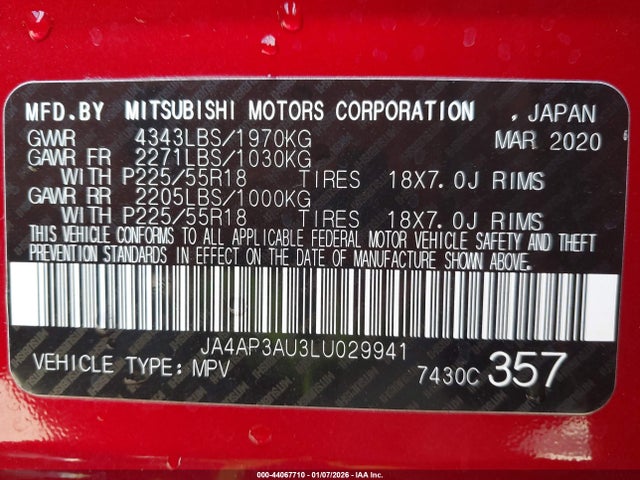 MFD.BY MITSUBISHI MOTORS CORPORATION . JAPAN
GVWR 4343LBS/1970KG MAR 2020
GAWR FR 2271LBS/1030KG
WITH P225/55R18 TIRES 18X7.0J RIMS
GAWR RR 2205LBS/1000KG
WITH P225/55R18 TIRES 18X7.0J RIMS
THIS VEHICLE CONFORMS TO ALL APPLICABLE FEDERAL MOTOR VEHICLE SAFETY AND THEFT
PREVENTION STANDARDS IN EFFECT ON THE DATE OF MANUFACTURE SHOWN ABOVE.
JA4AP3AU3LU029941
VEHICLE TYPE: MPV 7430C 357
000-44067710 - 01/07/2026 - IAA Inc.